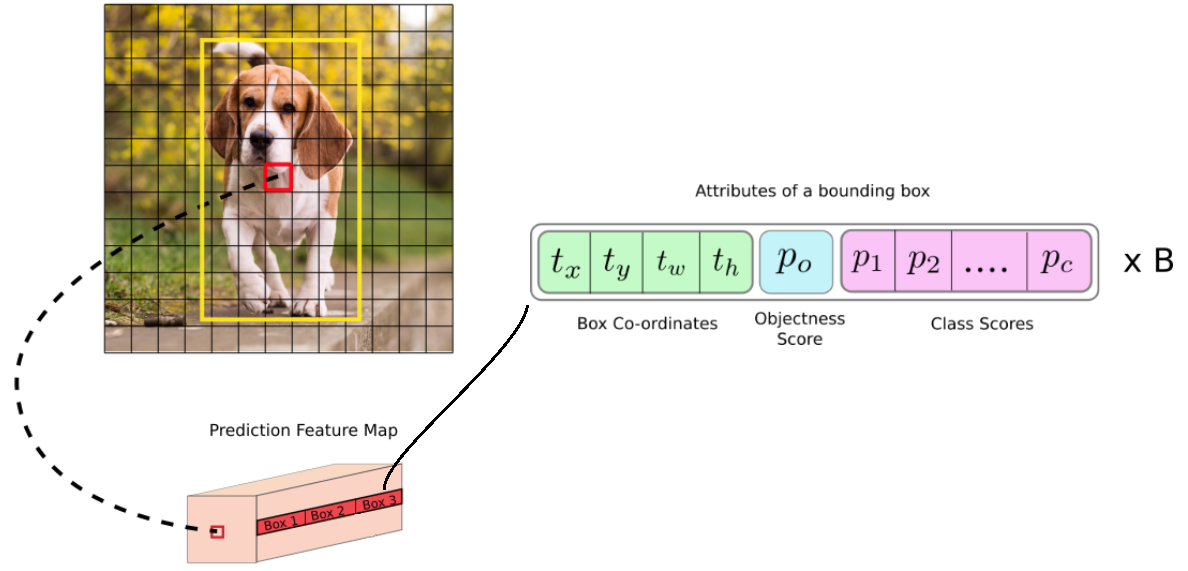 Attributes of a bounding box
t_x t_y t_w t_h p_o p_1 p_2 .... p_c x B
Box Co-ordinates
Objectness
Score
Class Scores
Prediction Feature Map
Box 1 Box 2 Box 3